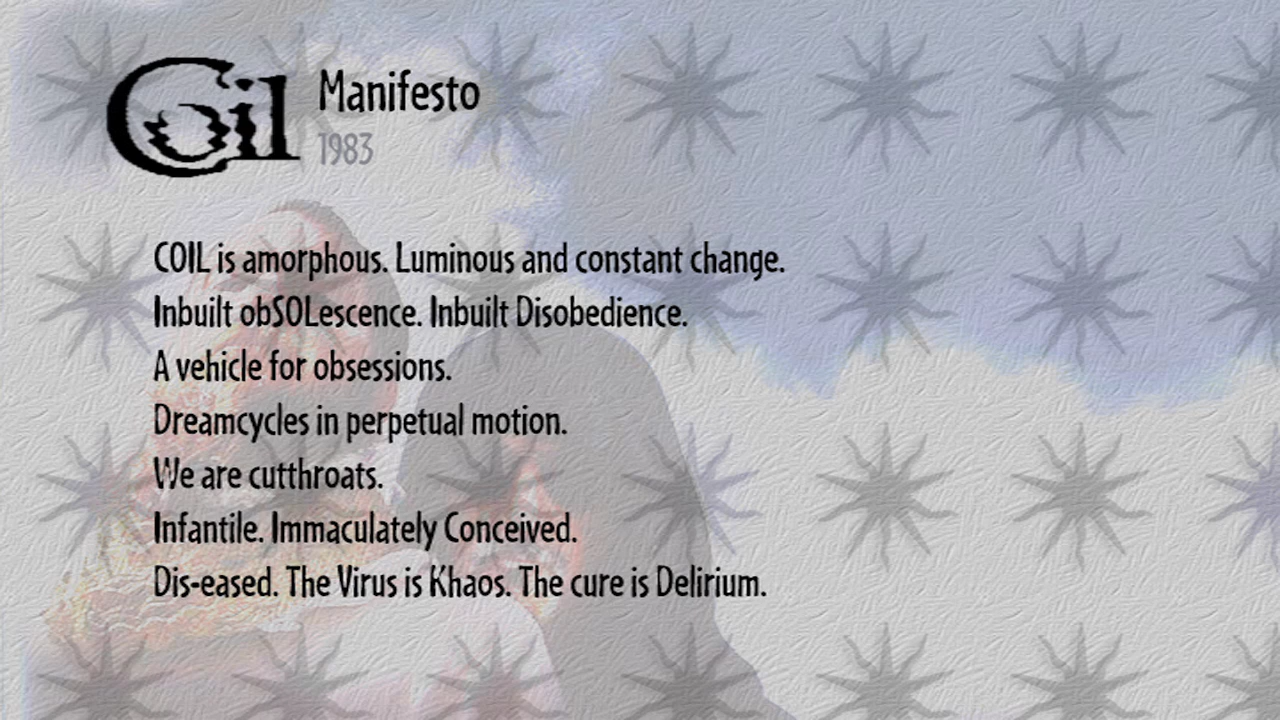 Coil
Manifesto
1983
COIL is amorphous. Luminous and constant change.
Inbuilt obSOLescence. Inbuilt Disobedience.
A vehicle for obsessions.
Dreamcycles in perpetual motion.
We are cutthroats.
Infantile. Immaculately Conceived.
Dis-eased. The Virus is Khaos. The cure is Delirium.